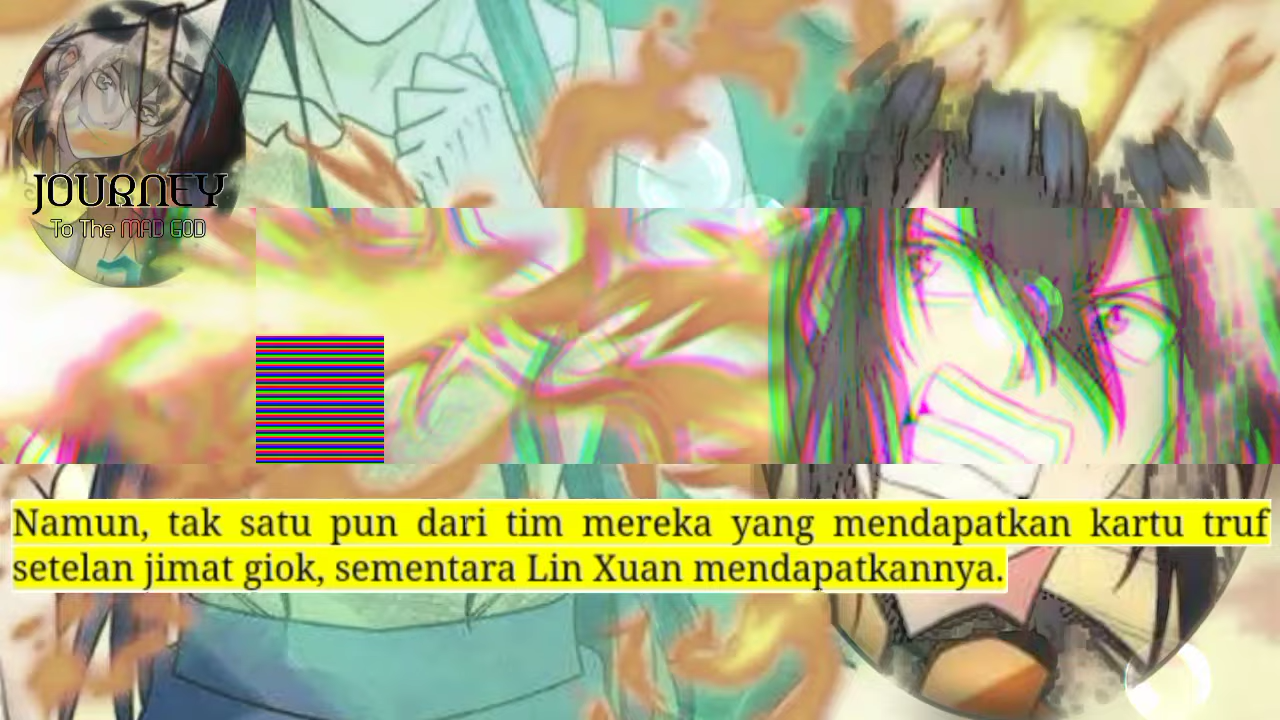 JOURNEY
To The MAD GOD
Namun, tak satu pun dari tim mereka yang mendapatkan kartu truf
setelan jimat giok, sementara Lin Xuan mendapatkannya.